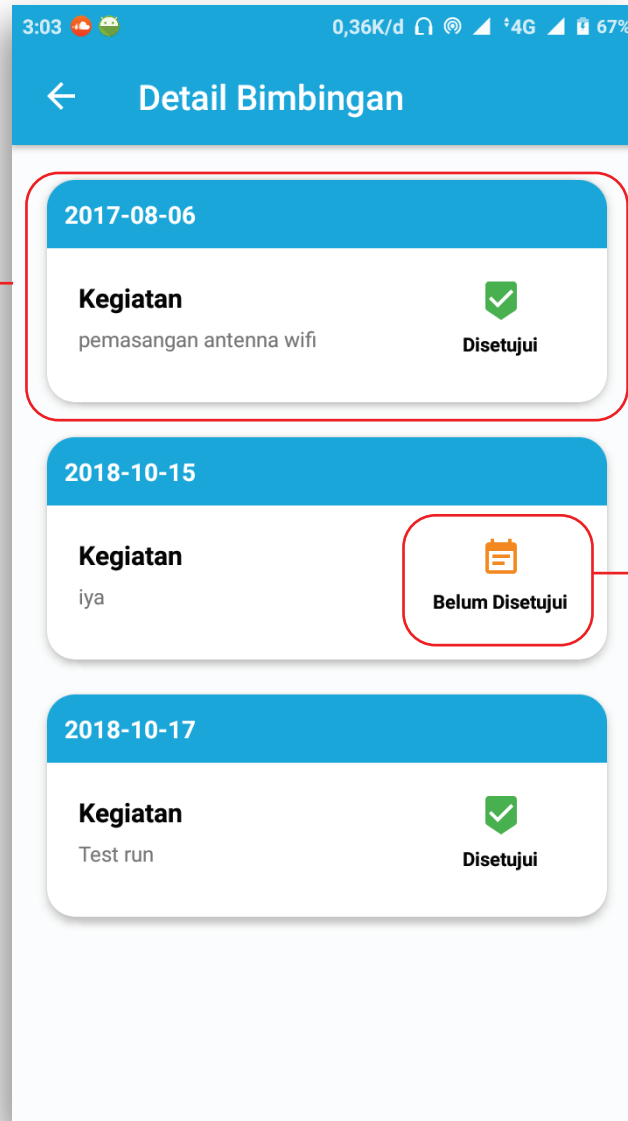 3:03 0,36K/d 4G 67%
Detail Bimbingan
2017-08-06
Kegiatan
pemasangan antenna wifi
Disetujui
2018-10-15
Kegiatan
iya
Belum Disetujui
2018-10-17
Kegiatan
Test run
Disetujui